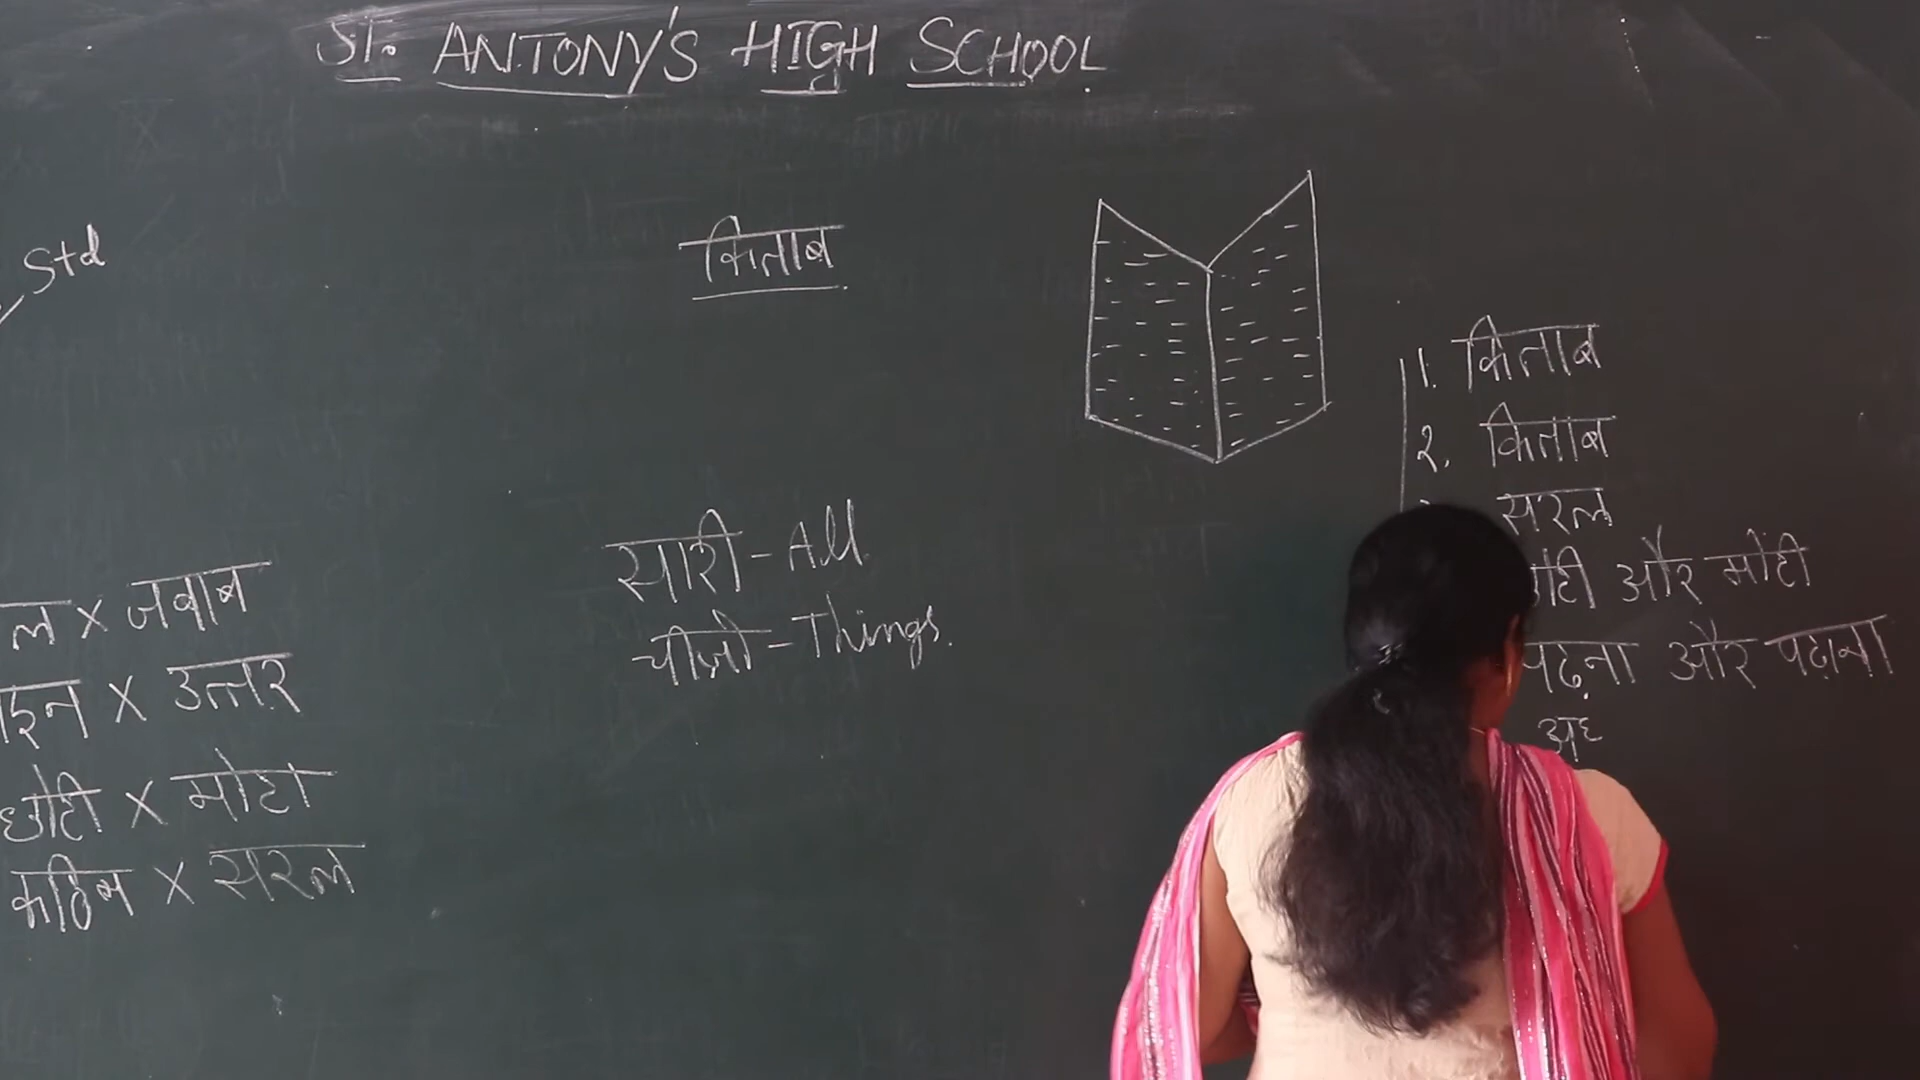 ST. ANTONY'S HIGH SCHOOL
Std
किताब
ल X जवाब
इन X उत्तर
छोटी X मोटा
कठिन X सरल
सारी - All
चीज़ो - Things.
1. किताब
2. किताब
सरल
ोटी और मोटी
पढ़ना और पढ़ाना